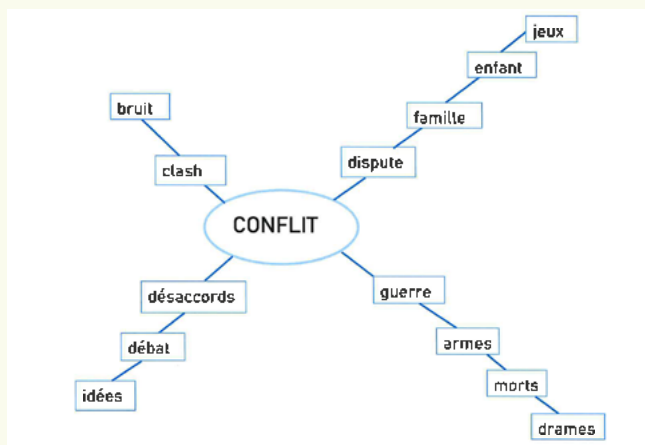 jeux
enfant
bruit
famille
dispute
clash
CONFLIT
désaccords
guerre
débat
armes
idées
morts
drames